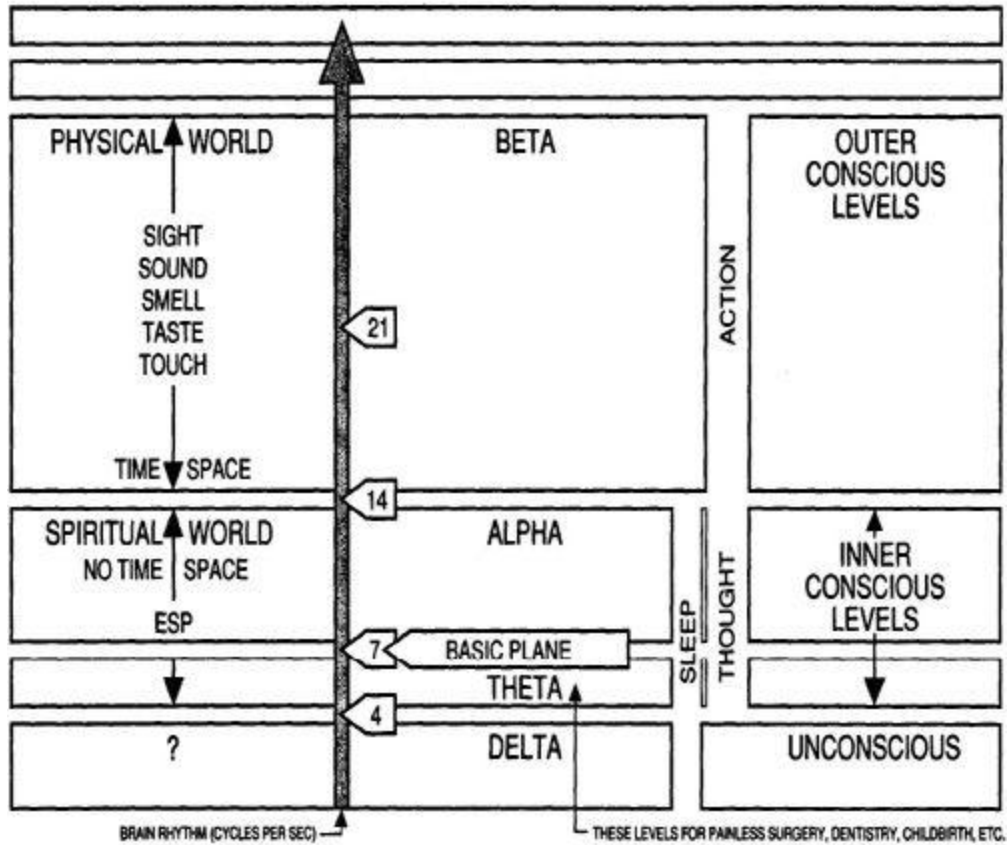 PHYSICAL WORLD
SIGHT
SOUND
SMELL
TASTE
TOUCH
TIME SPACE
BETA
21
14
ACTION
OUTER
CONSCIOUS
LEVELS
SPIRITUAL WORLD
NO TIME SPACE
ESP
ALPHA
7
BASIC PLANE
SLEEP
THOUGHT
INNER
CONSCIOUS
LEVELS
THETA
4
?
DELTA
UNCONSCIOUS
BRAIN RHYTHM (CYCLES PER SEC)
THESE LEVELS FOR PAINLESS SURGERY, DENTISTRY, CHILDBIRTH, ETC.